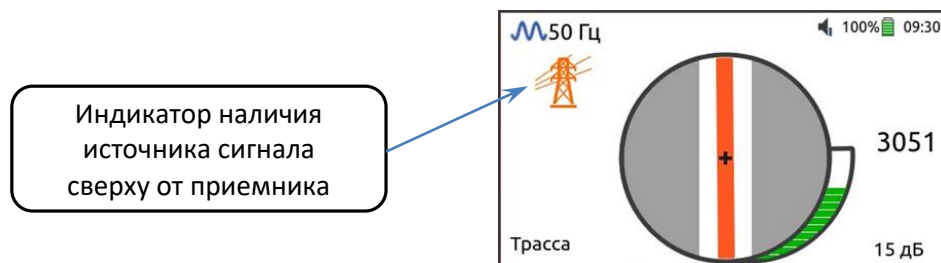 50 Гц
100% 09:30
Индикатор наличия
источника сигнала
сверху от приемника
3051
Трасса
15 дБ